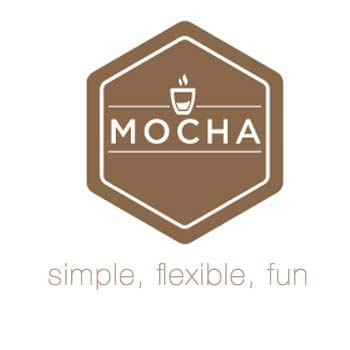 MOCHA
simple, flexible, fun